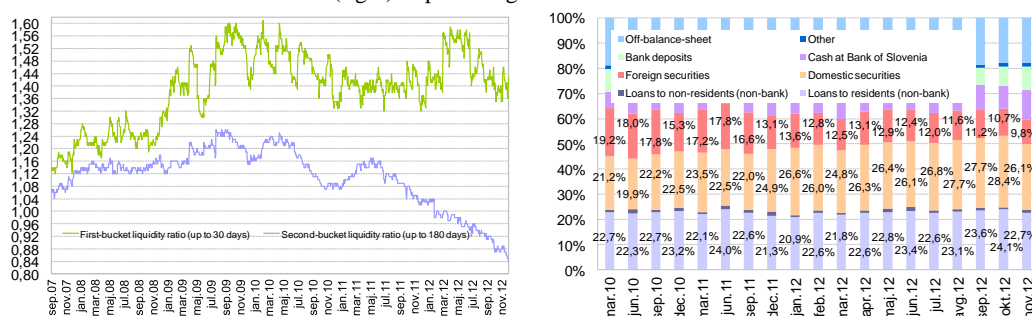 1,60
1,56
1,52
1,48
1,44
1,40
1,36
1,32
1,28
1,24
1,20
1,16
1,12
1,08
1,04
1,00
0,96
0,92
0,88
0,84
0,80
First-bucket liquidity ratio (up to 30 days)
Second-bucket liquidity ratio (up to 180 days)
sep.07
nov.07
jan.08
mar.08
maj.08
jul.08
sep.08
nov.08
jan.09
mar.09
maj.09
jul.09
sep.09
nov.09
jan.10
mar.10
maj.10
jul.10
sep.10
nov.10
jan.11
mar.11
maj.11
jul.11
sep.11
nov.11
jan.12
mar.12
maj.12
jul.12
sep.12
nov.12
100%
90%
80%
70%
60%
50%
40%
30%
20%
10%
0%
Off-balance-sheet
Other
Bank deposits
Cash at Bank of Slovenia
Foreign securities
Domestic securities
Loans to non-residents (non-bank)
Loans to residents (non-bank)
19,2% 18,0% 17,8% 15,3% 17,2% 17,8% 16,6% 13,1% 13,6% 12,8% 12,5% 13,1% 12,9% 12,4% 12,0% 11,6% 11,2% 10,7% 9,8%
21,2% 19,9% 22,2% 22,5% 23,5% 22,5% 22,0% 24,9% 26,6% 26,0% 24,8% 26,3% 26,4% 26,1% 26,8% 27,7% 27,7% 28,4% 26,1%
22,7% 22,3% 22,7% 23,2% 22,1% 24,0% 22,6% 21,3% 20,9% 22,6% 21,8% 22,6% 22,8% 23,4% 22,6% 23,1% 23,6% 24,1% 22,7%
mar.10
jun.10
sep.10
dec.10
mar.11
jun.11
sep.11
dec.11
jan.12
feb.12
mar.12
apr.12
maj.12
jun.12
jul.12
avg.12
sep.12
okt.12
nov.12